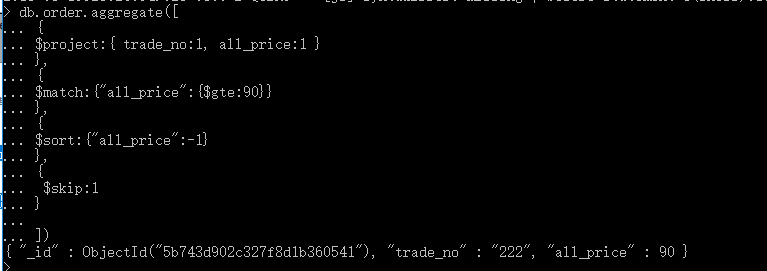 > db.order.aggregate([
... {
... $project:{ trade_no:1, all_price:1 }
... },
... {
... $match:{"all_price":{$gte:90}}
... },
... {
... $sort:{"all_price":-1}
... },
... {
...  $skip:1
... }
...
... ])
{ "_id" : ObjectId("5b743d902c327f8d1b360541"), "trade_no" : "222", "all_price" : 90 }
>